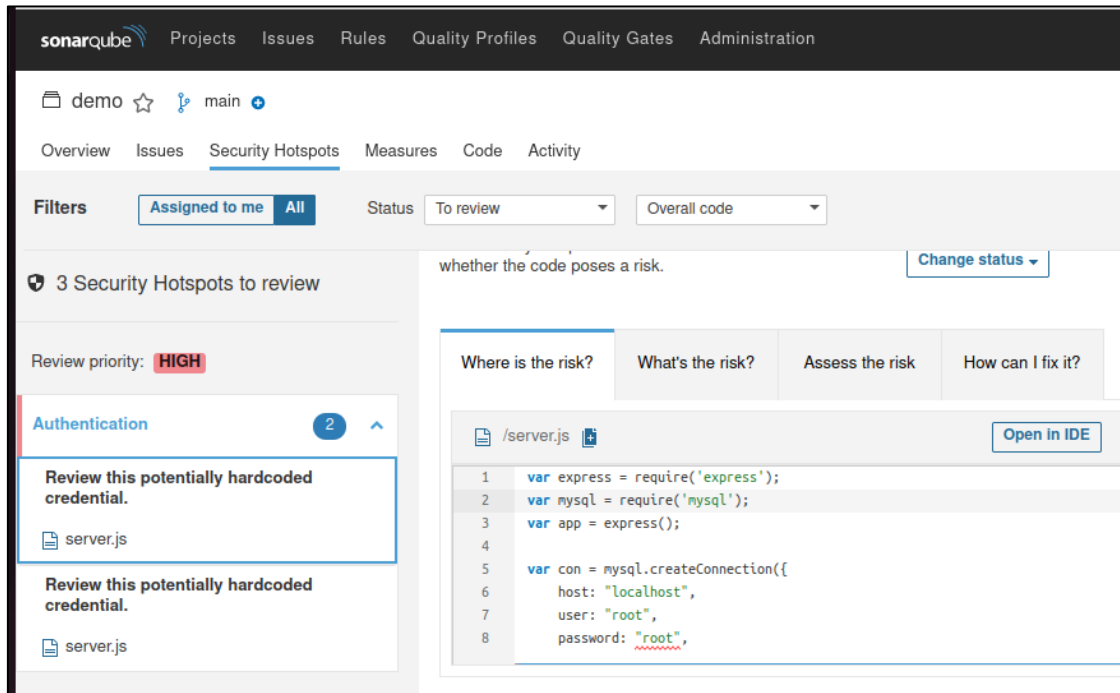 sonarqube Projects Issues Rules Quality Profiles Quality Gates Administration
demo main
Overview Issues Security Hotspots Measures Code Activity
Filters Assigned to me All Status To review Overall code
whether the code poses a risk.
Change status
3 Security Hotspots to review
Review priority: HIGH
Where is the risk? What's the risk? Assess the risk How can I fix it?
Authentication 2
/server.js Open in IDE
Review this potentially hardcoded
credential.
server.js
Review this potentially hardcoded
credential.
server.js
1 var express = require('express');
2 var mysql = require('mysql');
3 var app = express();
4
5 var con = mysql.createConnection({
6 host: "localhost",
7 user: "root",
8 password: "root",